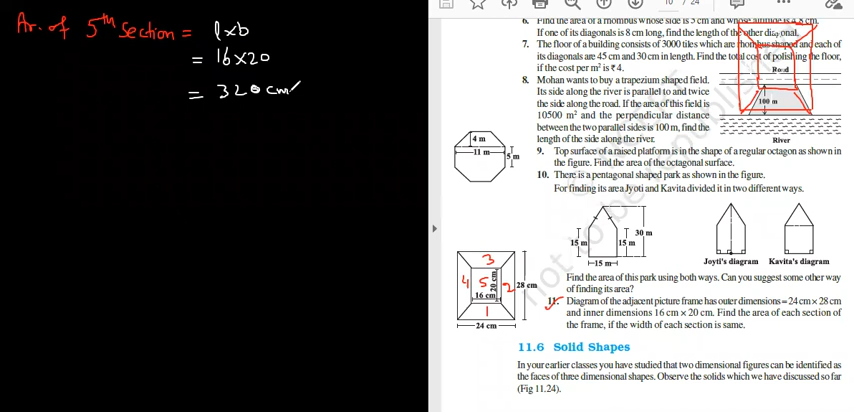 Ar. of 5th Section = l×b
= 16×20
= 320 cm
10 / 24
6. Find the area of a rhombus whose side is 5 cm and whose altitude is 4.8 cm.
If one of its diagonals is 8 cm long, find the length of the other diagonal.
7. The floor of a building consists of 3000 tiles which are rhombus shaped and each of
its diagonals are 45 cm and 30 cm in length. Find the total cost of polishing the floor,
if the cost per m² is ₹ 4.
8. Mohan wants to buy a trapezium shaped field.
Its side along the river is parallel to and twice
the side along the road. If the area of this field is
10500 m² and the perpendicular distance
between the two parallel sides is 100 m, find the
length of the side along the river.
Road
100 m
River
4 m
11 m
5 m
9. Top surface of a raised platform is in the shape of a regular octagon as shown in
the figure. Find the area of the octagonal surface.
10. There is a pentagonal shaped park as shown in the figure.
For finding its area Jyoti and Kavita divided it in two different ways.
15 m
15 m
30 m
15 m
Joyti's diagram
Kavita's diagram
Find the area of this park using both ways. Can you suggest some other way
of finding its area?
3
4
5
20 cm
2
28 cm
16 cm
1
24 cm
11. Diagram of the adjacent picture frame has outer dimensions = 24 cm × 28 cm
and inner dimensions 16 cm × 20 cm. Find the area of each section of
the frame, if the width of each section is same.
11.6 Solid Shapes
In your earlier classes you have studied that two dimensional figures can be identified as
the faces of three dimensional shapes. Observe the solids which we have discussed so far
(Fig 11.24).
not to be republished